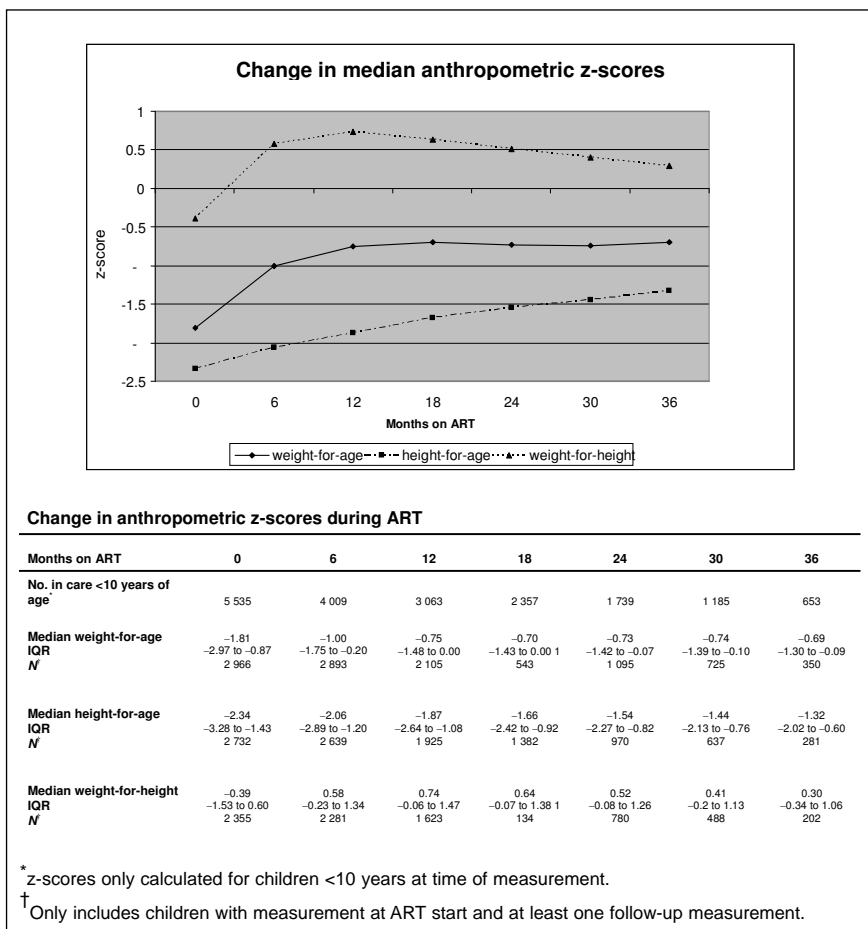 Change in median anthropometric z-scores
1
0.5
0
-0.5
-
-1.5
-
-2.5
z-score
0 6 12 18 24 30 36
Months on ART
weight-for-age height-for-age weight-for-height
Change in anthropometric z-scores during ART
Months on ART 0 6 12 18 24 30 36
No. in care <10 years of
age* 5 535 4 009 3 063 2 357 1 739 1 185 653
Median weight-for-age −1.81 −1.00 −0.75 −0.70 −0.73 −0.74 −0.69
IQR −2.97 to −0.87 −1.75 to −0.20 −1.48 to 0.00 −1.43 0.00 1 −1.42 to −0.07 −1.39 to −0.10 −1.30 to −0.09
N† 2 966 2 893 2 105 543 1 095 725 350
Median height-for-age −2.34 −2.06 −1.87 −1.66 −1.54 −1.44 −1.32
IQR −3.28 to −1.43 −2.89 to −1.20 −2.64 to −1.08 −2.42 to −0.92 −2.27 to −0.82 −2.13 to −0.76 −2.02 to −0.60
N† 2 732 2 639 1 925 1 382 970 637 281
Median weight-for-height −0.39 0.58 0.74 0.64 0.52 0.41 0.30
IQR −1.53 to 0.60 −0.23 to 1.34 −0.06 to 1.47 −0.07 to 1.38 1 −0.08 to 1.26 −0.2 to 1.13 −0.34 to 1.06
N† 2 355 2 281 1 623 134 780 488 202
*z-scores only calculated for children <10 years at time of measurement.
†Only includes children with measurement at ART start and at least one follow-up measurement.